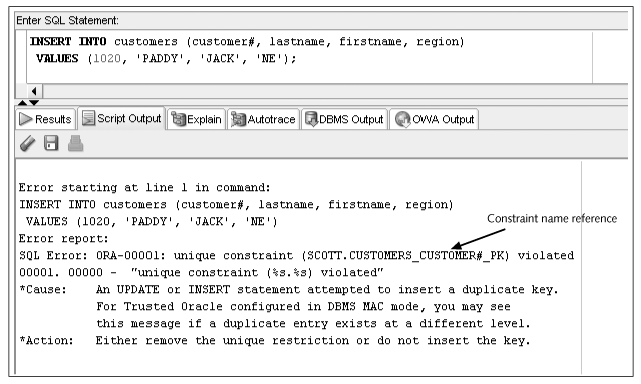 Enter SQL Statement:
INSERT INTO customers (customer#, lastname, firstname, region)
VALUES (1020, 'PADDY', 'JACK', 'NE');
Results Script Output Explain Autotrace DBMS Output OWA Output
Error starting at line 1 in command:
INSERT INTO customers (customer#, lastname, firstname, region)
VALUES (1020, 'PADDY', 'JACK', 'NE')
Constraint name reference
Error report:
SQL Error: ORA-00001: unique constraint (SCOTT.CUSTOMERS_CUSTOMER#_PK) violated
00001. 00000 - "unique constraint (%s.%s) violated"
*Cause: An UPDATE or INSERT statement attempted to insert a duplicate key.
For Trusted Oracle configured in DBMS MAC mode, you may see
this message if a duplicate entry exists at a different level.
*Action: Either remove the unique restriction or do not insert the key.